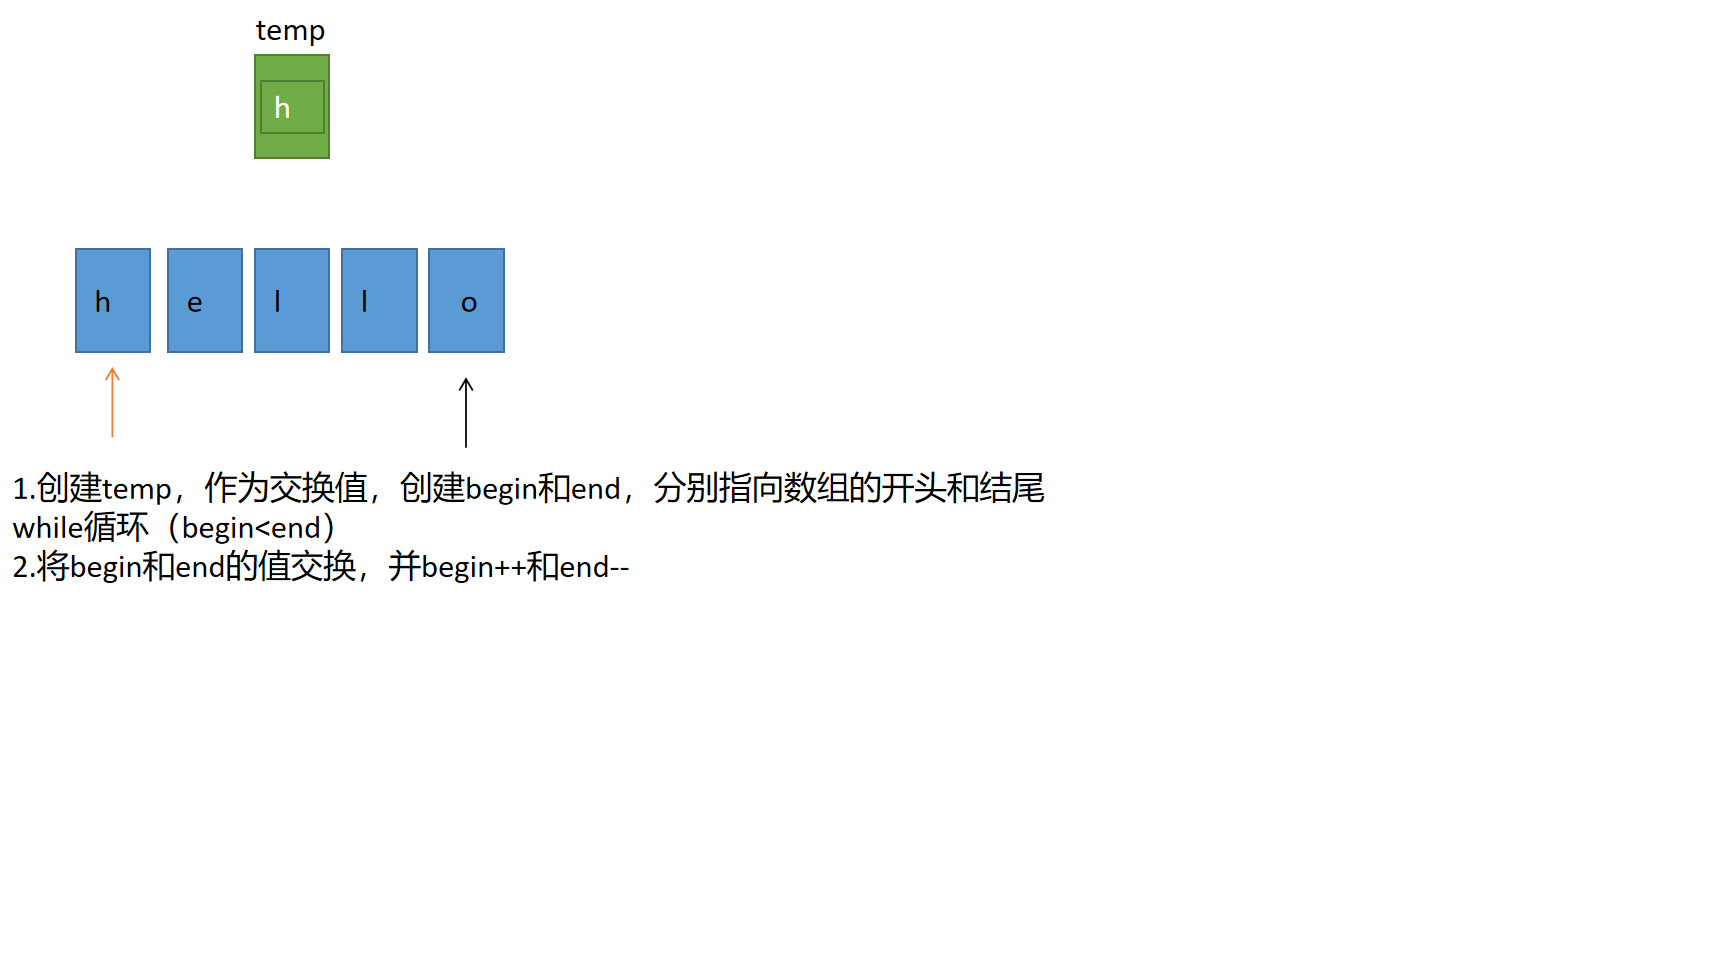 temp
h
h e l l o
1.创建temp，作为交换值，创建begin和end，分别指向数组的开头和结尾
while循环（begin<end）
2.将begin和end的值交换，并begin++和end--